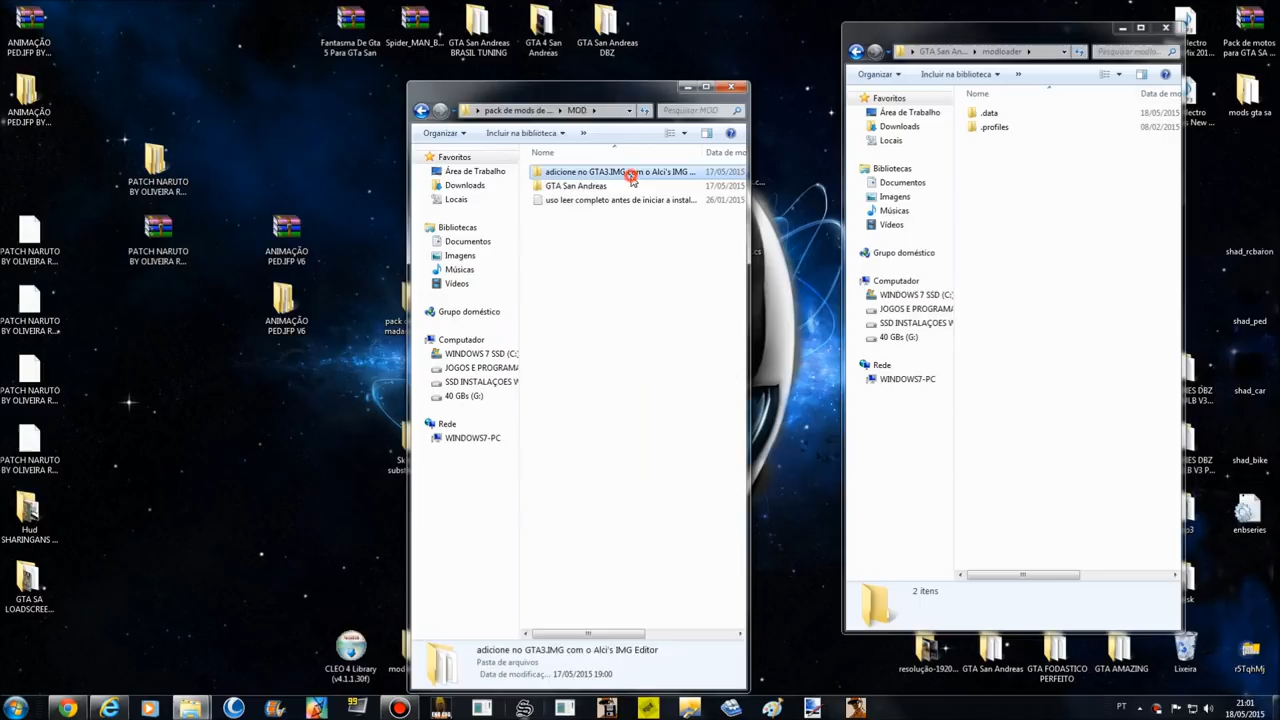 ANIMAÇÃO
PED.IFP BY...
ANIMAÇÃO
PED.IFP BY...
PATCH NARUTO
BY OLIVEIRA R...
PATCH NARUTO
BY OLIVEIRA R...
PATCH NARUTO
BY OLIVEIRA R...
PATCH NARUTO
BY OLIVEIRA R...
PATCH NARUTO
BY OLIVEIRA R...
PATCH NARUTO
BY OLIVEIRA R...
ANIMAÇÃO
PED.IFP V6
ANIMAÇÃO
PED.IFP V6
Hud
SHARINGANS ...
GTA SA
LOADSCREE...
Fantasma De Gta
5 Para GTA San
Spider_MAN_B...
GTA San Andreas
BRASIL TUNING
GTA 4 San
Andreas
GTA San Andreas
DBZ
CLEO 4 Library
(v4.1.1.30f)
pack de mods de ...
MOD
Pesquisar MOD
Organizar
Incluir na biblioteca
»
Nome
Data de mo
Favoritos
Área de Trabalho
Downloads
Locais
Bibliotecas
Documentos
Imagens
Músicas
Vídeos
Grupo doméstico
Computador
WINDOWS 7 SSD (C:)
JOGOS E PROGRAMA
SSD INSTALAÇOES W
40 GBs (G:)
Rede
WINDOWS7-PC
adicione no GTA3.IMG com o Alci's IMG ...
17/05/2015
GTA San Andreas
17/05/2015
uso leer completo antes de iniciar a instal...
26/01/2015
adicione no GTA3.IMG com o Alci's IMG Editor
Pasta de arquivos
Data de modificaç...
17/05/2015 19:00
GTA San An...
modloader
Pesquisar modlo...
Organizar
Incluir na biblioteca
»
Nome
Data de mo
Favoritos
Área de Trabalho
Downloads
Locais
Bibliotecas
Documentos
Imagens
Músicas
Vídeos
Grupo doméstico
Computador
WINDOWS 7 SSD (C:)
JOGOS E PROGRAMA
SSD INSTALAÇOES W
40 GBs (G:)
Rede
WINDOWS7-PC
.data
18/05/2015
.profiles
08/02/2015
2 itens
Pack de motos
para GTA SA ...
mods gta sa
shad_rcbaron
shad_ped
shad_car
shad_bike
enbseries
resolução-1920...
GTA San Andreas
GTA FODASTICO
PERFEITO
GTA AMAZING
Lixeira
r5TqhMj
99
PT
21:01
18/05/2015